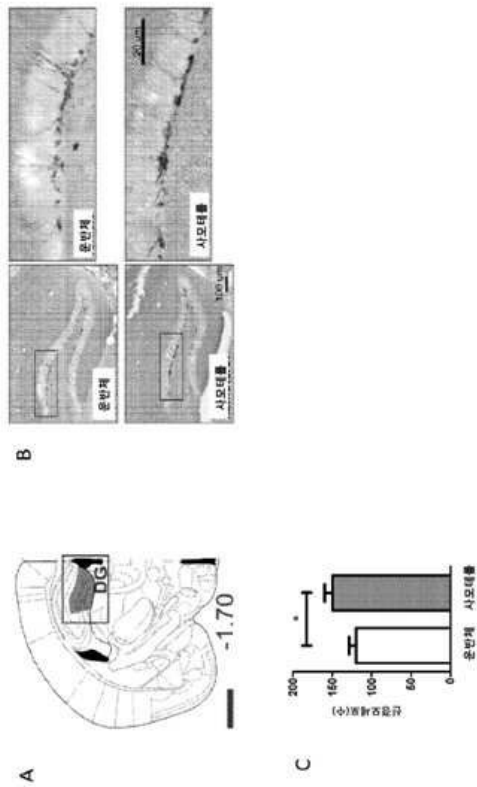 A
DG
-1.70
B
운반체
운반체
사모테롤
100 μm
사모테롤
20 μm
C
신경모세포(수)
200
150
100
50
0
*
운반체
사모테롤